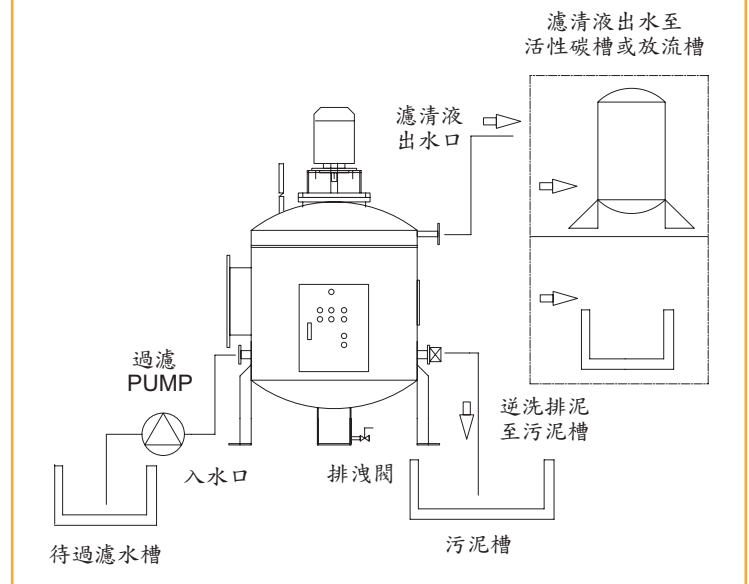 濾清液出水至
活性碳槽或放流槽
濾清液
出水口
過濾
PUMP
逆洗排泥
至污泥槽
入水口
排洩閥
待過濾水槽
污泥槽